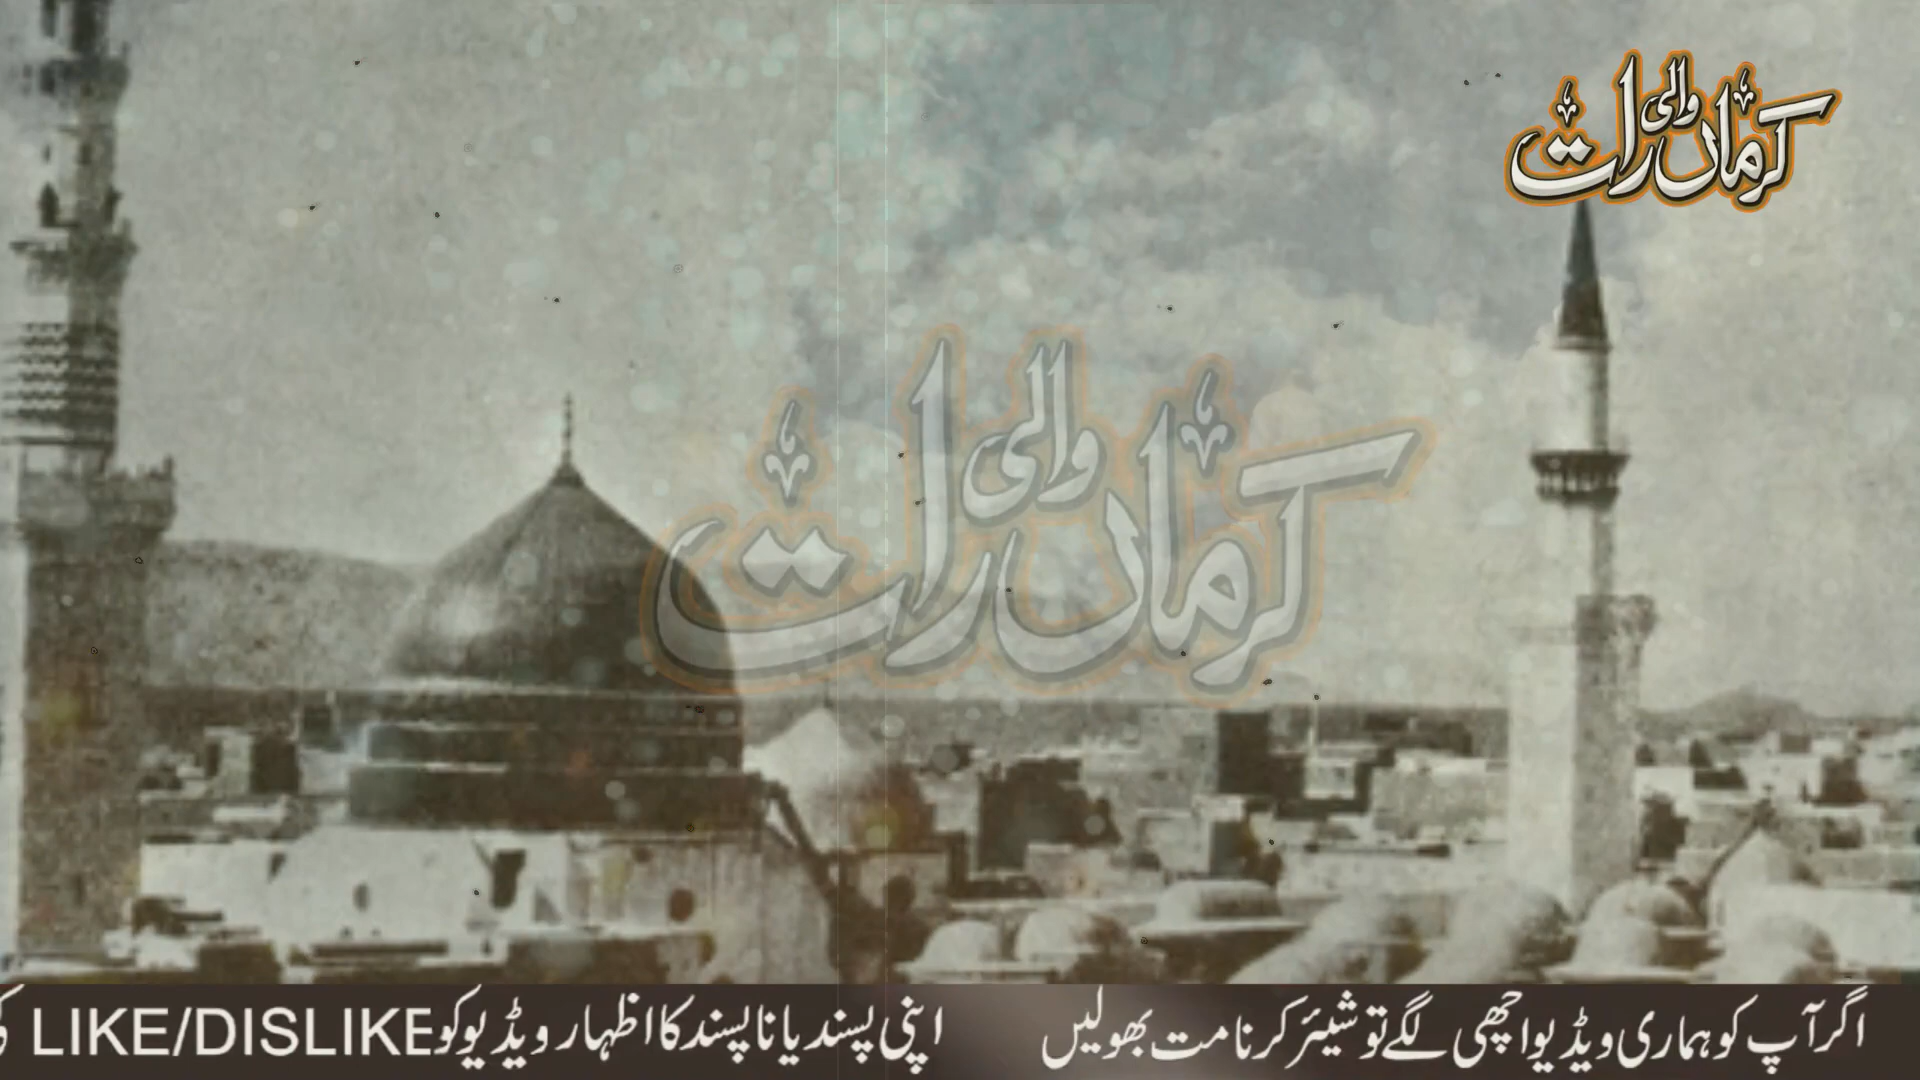 کرماں والی رات
کرماں والی رات
اگر آپ کو ہماری ویڈیو اچھی لگے تو شیئر کرنا مت بھولیں اپنی پسند یا ناپسند کا اظہار ویڈیو کو LIKE/DISLIKE